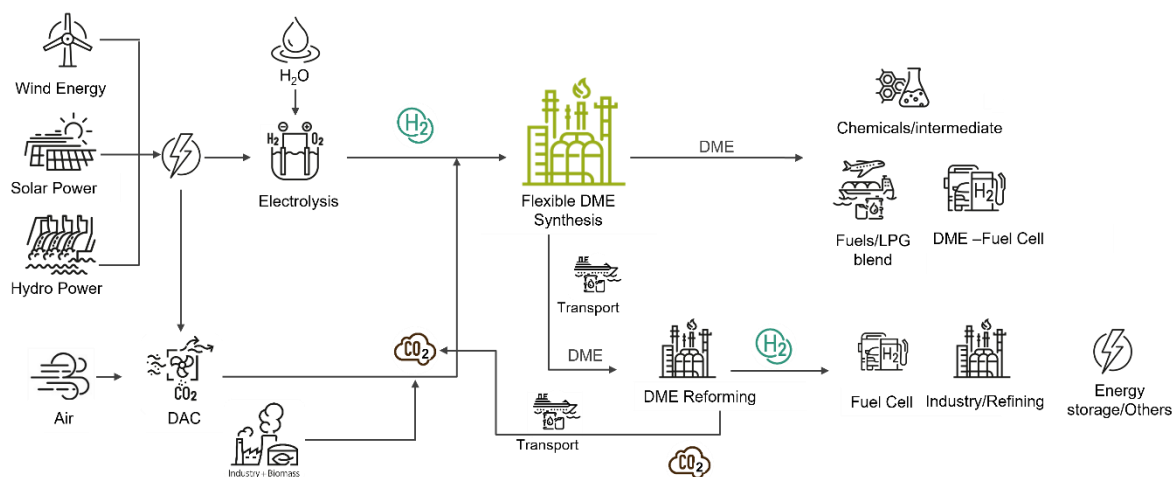 Wind Energy
Solar Power
Hydro Power
H₂O
H₂
O₂
Electrolysis
H₂
Flexible DME
Synthesis
DME
Chemicals/intermediate
Fuels/LPG
blend
H₂
DME –Fuel Cell
Transport
Air
CO₂
DAC
Industry+Biomass
CO₂
DME
DME Reforming
H₂
Fuel Cell
Industry/Refining
Energy
storage/Others
Transport
CO₂